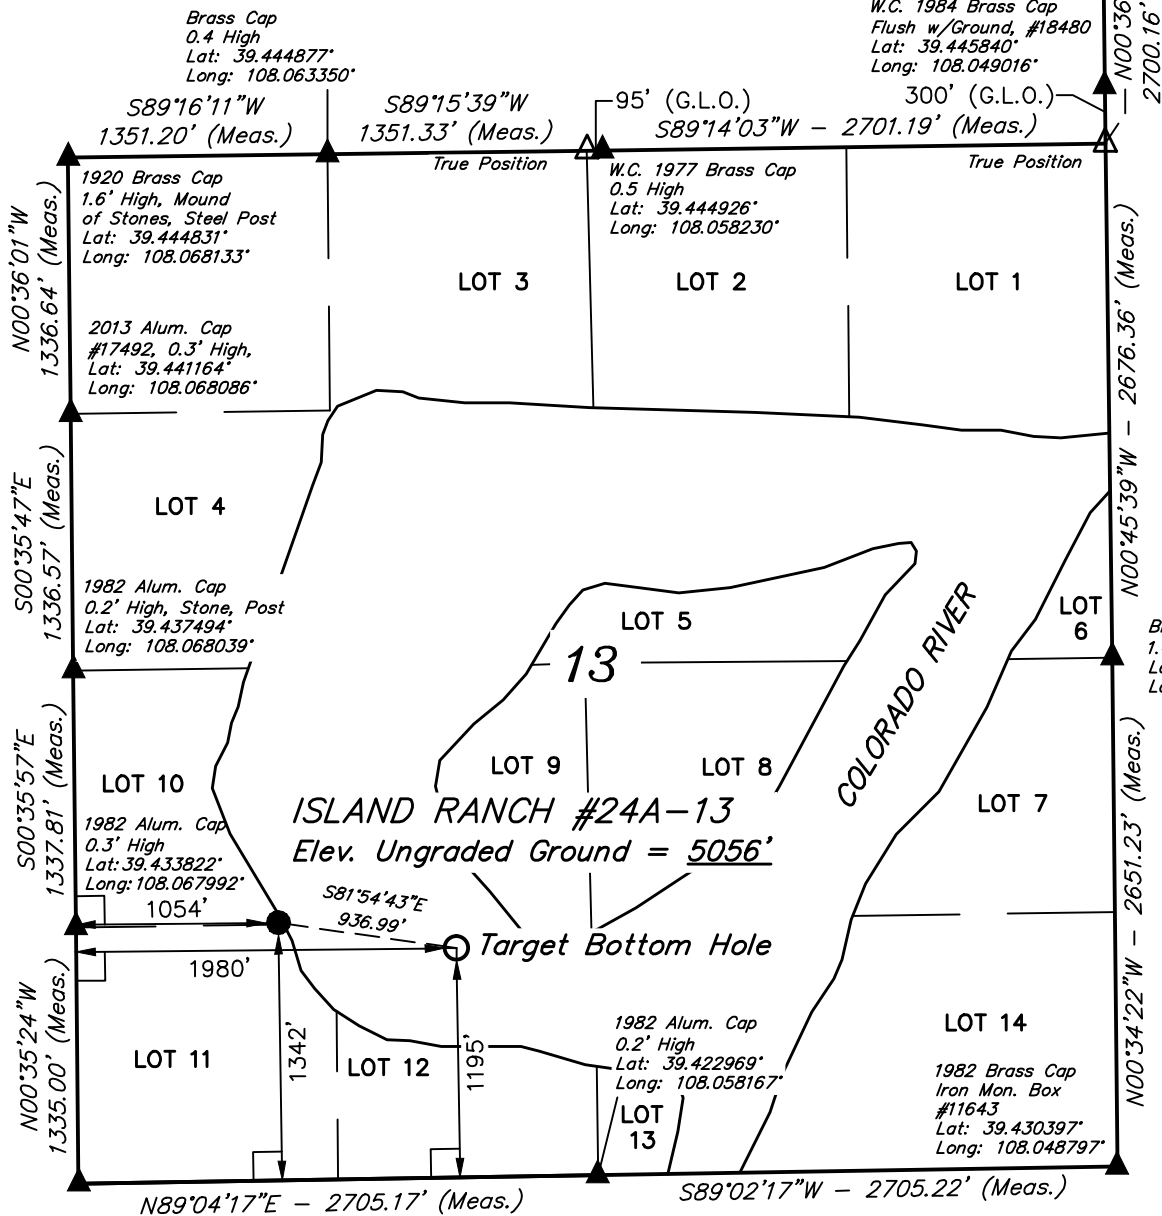 Brass Cap
0.4 High
Lat: 39.444877°
Long: 108.063350°
W.C. 1984 Brass Cap
Flush w/Ground, #18480
Lat: 39.445840°
Long: 108.049016°
N00°36
2700.16'
S89°16'11"W
1351.20' (Meas.)
S89°15'39"W
1351.33' (Meas.)
95' (G.L.O.)
300' (G.L.O.)
S89°14'03"W – 2701.19' (Meas.)
True Position
True Position
1920 Brass Cap
1.6' High, Mound
of Stones, Steel Post
Lat: 39.444831°
Long: 108.068133°
W.C. 1977 Brass Cap
0.5 High
Lat: 39.444926°
Long: 108.058230°
N00°36'01"W
1336.64' (Meas.)
LOT 3
LOT 2
LOT 1
N00°45'39"W – 2676.36' (Meas.)
2013 Alum. Cap
#17492, 0.3' High,
Lat: 39.441164°
Long: 108.068086°
LOT 4
S00°35'47"E
1336.57' (Meas.)
1982 Alum. Cap
0.2' High, Stone, Post
Lat: 39.437494°
Long: 108.068039°
LOT 5
LOT
6
13
COLORADO RIVER
LOT 10
LOT 9
LOT 8
LOT 7
S00°35'57"E
1337.81' (Meas.)
ISLAND RANCH #24A–13
Elev. Ungraded Ground = 5056'
1982 Alum. Cap
0.3' High
Lat: 39.433822°
Long: 108.067992°
1054'
S81°54'43"E
936.99'
Target Bottom Hole
1980'
1342'
1195'
N00°35'24"W
1335.00' (Meas.)
LOT 11
LOT 12
1982 Alum. Cap
0.2' High
Lat: 39.422969°
Long: 108.058167°
LOT
13
LOT 14
1982 Brass Cap
Iron Mon. Box
#11643
Lat: 39.430397°
Long: 108.048797°
N00°34'22"W – 2651.23' (Meas.)
N89°04'17"E – 2705.17' (Meas.)
S89°02'17"W – 2705.22' (Meas.)